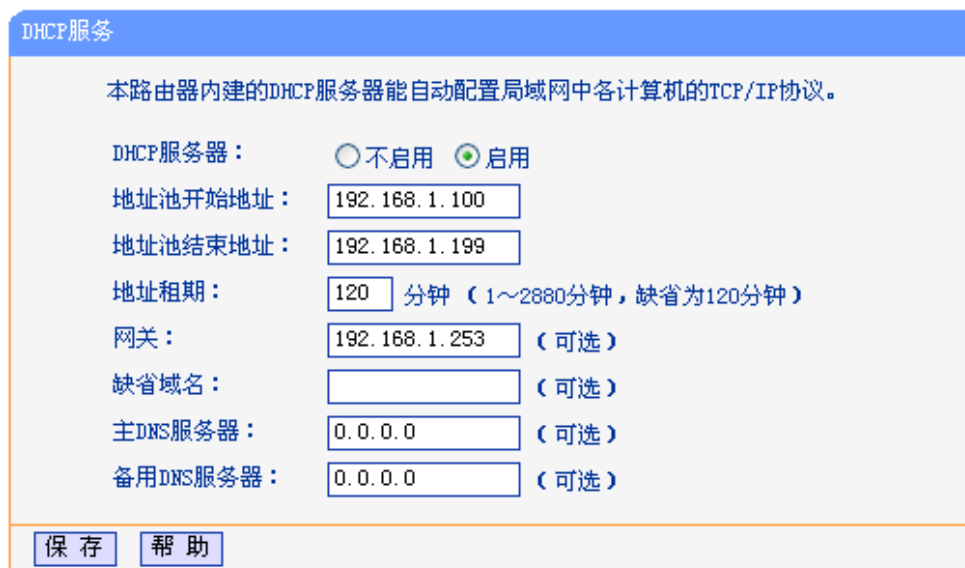 DHCP服务
本路由器内建的DHCP服务器能自动配置局域网中各计算机的TCP/IP协议。
DHCP服务器： 不启用 启用
地址池开始地址： 192.168.1.100
地址池结束地址： 192.168.1.199
地址租期： 120 分钟 （1～2880分钟，缺省为120分钟）
网关： 192.168.1.253 （可选）
缺省域名： （可选）
主DNS服务器： 0.0.0.0 （可选）
备用DNS服务器： 0.0.0.0 （可选）
保 存 帮 助